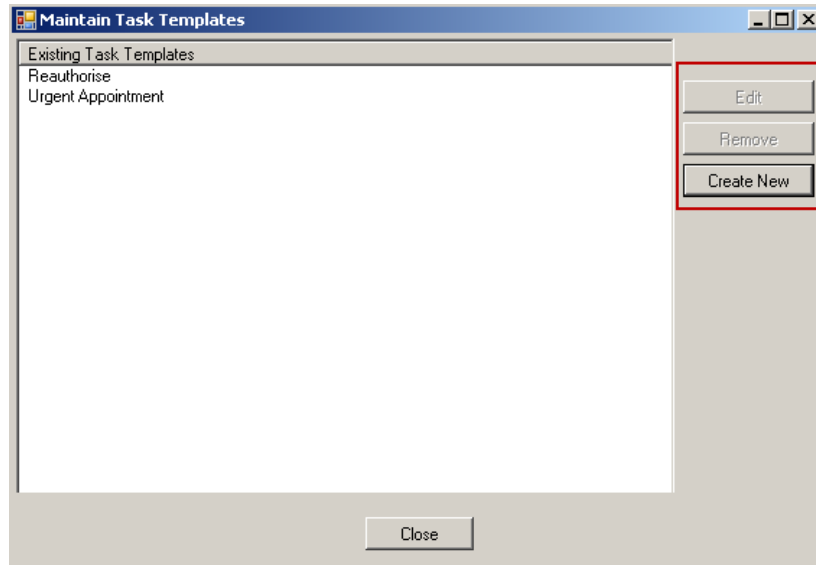 Maintain Task Templates
Existing Task Templates
Reauthorise
Urgent Appointment
Edit
Remove
Create New
Close